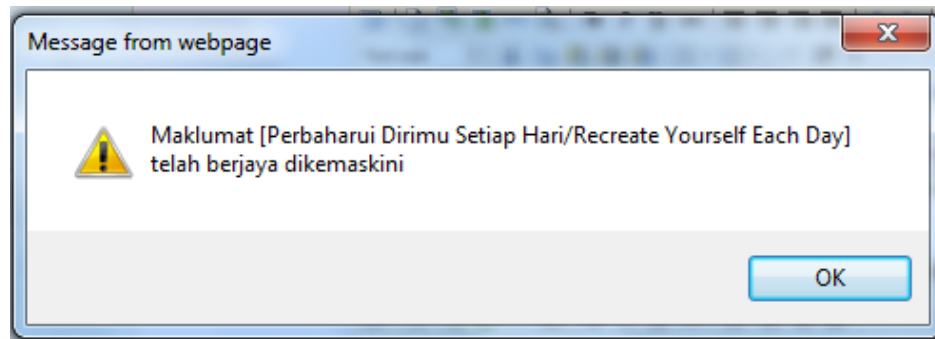 Message from webpage
Maklumat [Perbaharui Dirimu Setiap Hari/Recreate Yourself Each Day]
telah berjaya dikemaskini
OK